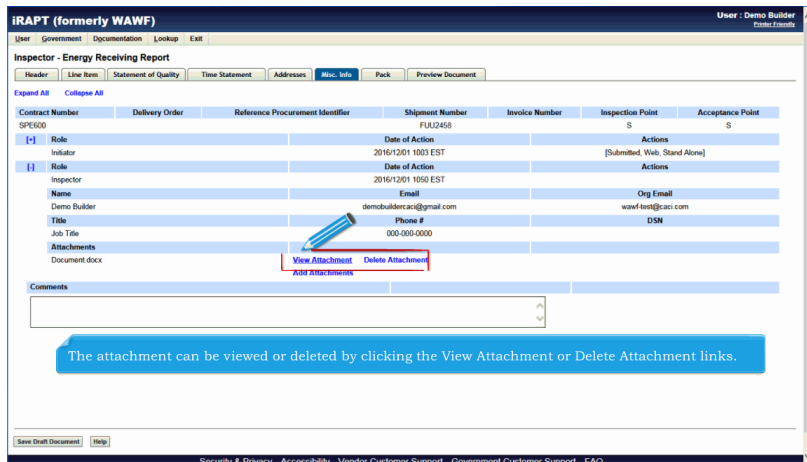 iRAPT (formerly WAWF)
User : Demo Builder
Printer Friendly
User Government Documentation Lookup Exit
Inspector - Energy Receiving Report
Header Line Item Statement of Quality Time Statement Addresses Misc. Info Pack Preview Document
Expand All Collapse All
Contract Number Delivery Order Reference Procurement Identifier Shipment Number Invoice Number Inspection Point Acceptance Point
SPE600 FUU2458 S S
[+] Role Date of Action Actions
Initiator 2016/12/01 1003 EST [Submitted, Web, Stand Alone]
[-] Role Date of Action Actions
Inspector 2016/12/01 1050 EST
Name Email Org Email
Demo Builder demobuildercaci@gmail.com wawf-test@caci.com
Title Phone # DSN
Job Title 000-000-0000
Attachments
Document.docx View Attachment Delete Attachment
Add Attachments
Comments
The attachment can be viewed or deleted by clicking the View Attachment or Delete Attachment links.
Save Draft Document Help
Security & Privacy Accessibility Vendor Customer Support Government Customer Support FAQ